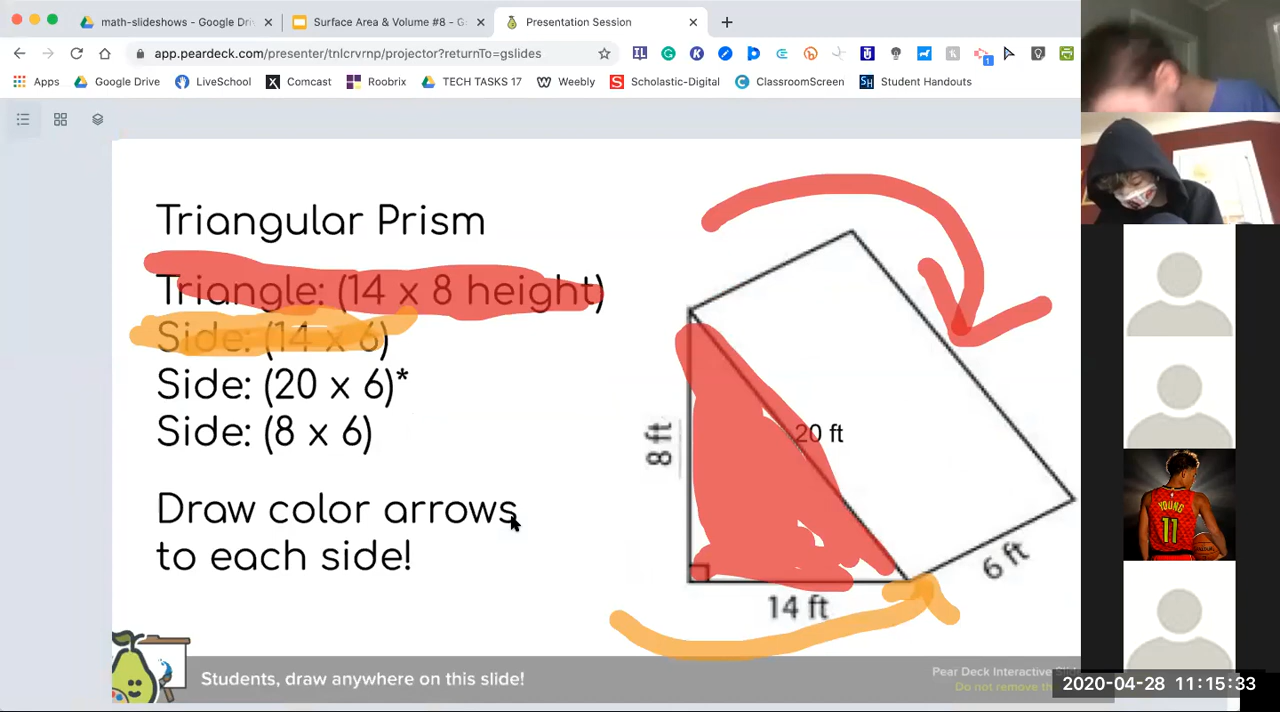 math-slideshows - Google Dri
Surface Area & Volume #8 - G
Presentation Session
app.peardeck.com/presenter/tnlcrvrnp/projector?returnTo=gslides
Apps
Google Drive
LiveSchool
Comcast
Roobrix
TECH TASKS 17
Weebly
Scholastic-Digital
ClassroomScreen
Student Handouts
Triangular Prism
Triangle: (14 x 8 height)
Side: (14 x 6)
Side: (20 x 6)*
Side: (8 x 6)
Draw color arrows
to each side!
8 ft
20 ft
14 ft
6 ft
YOUNG
11
Students, draw anywhere on this slide!
Pear Deck Interactive
Do not remove
2020-04-28 11:15:33